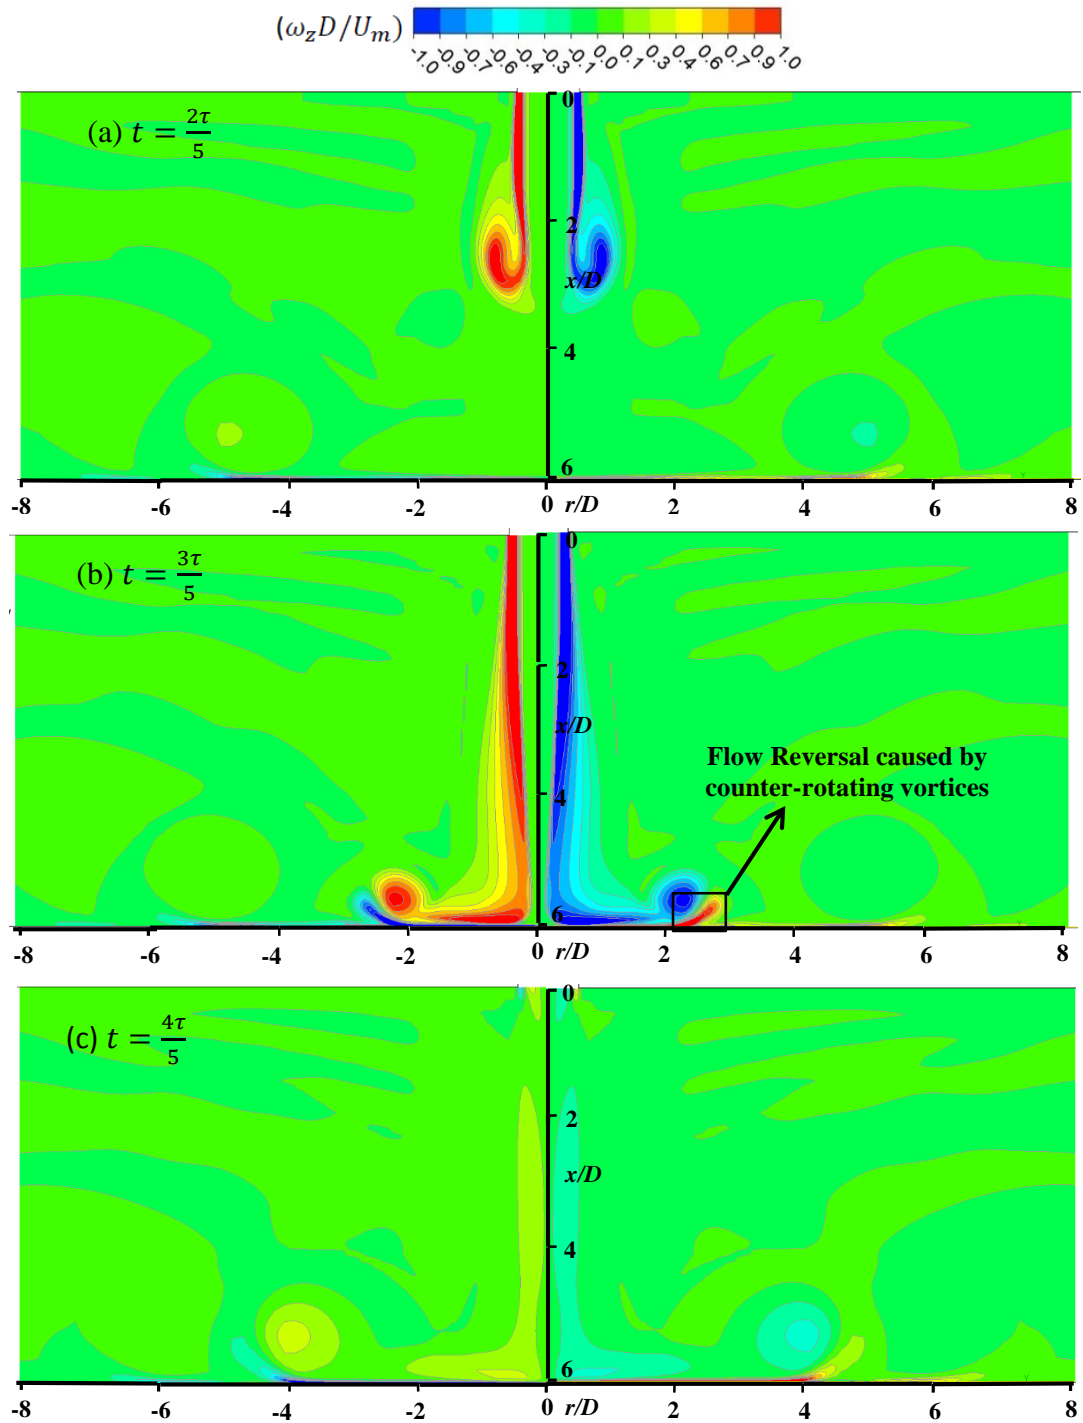 (ω_z D/U_m)
-1.0 -0.9 -0.7 -0.6 -0.4 -0.3 -0.1 0.0 0.1 0.3 0.4 0.6 0.7 0.9 1.0
(a) t = 2τ/5
0
2
x/D
4
6
-8 -6 -4 -2 0 r/D 2 4 6 8
(b) t = 3τ/5
0
2
x/D
Flow Reversal caused by
counter-rotating vortices
4
6
-6 -4 -2 0 r/D 2 4 6 8
(c) t = 4τ/5
0
2
x/D
4
6
-8 -6 -4 -2 0 r/D 2 4 6 8